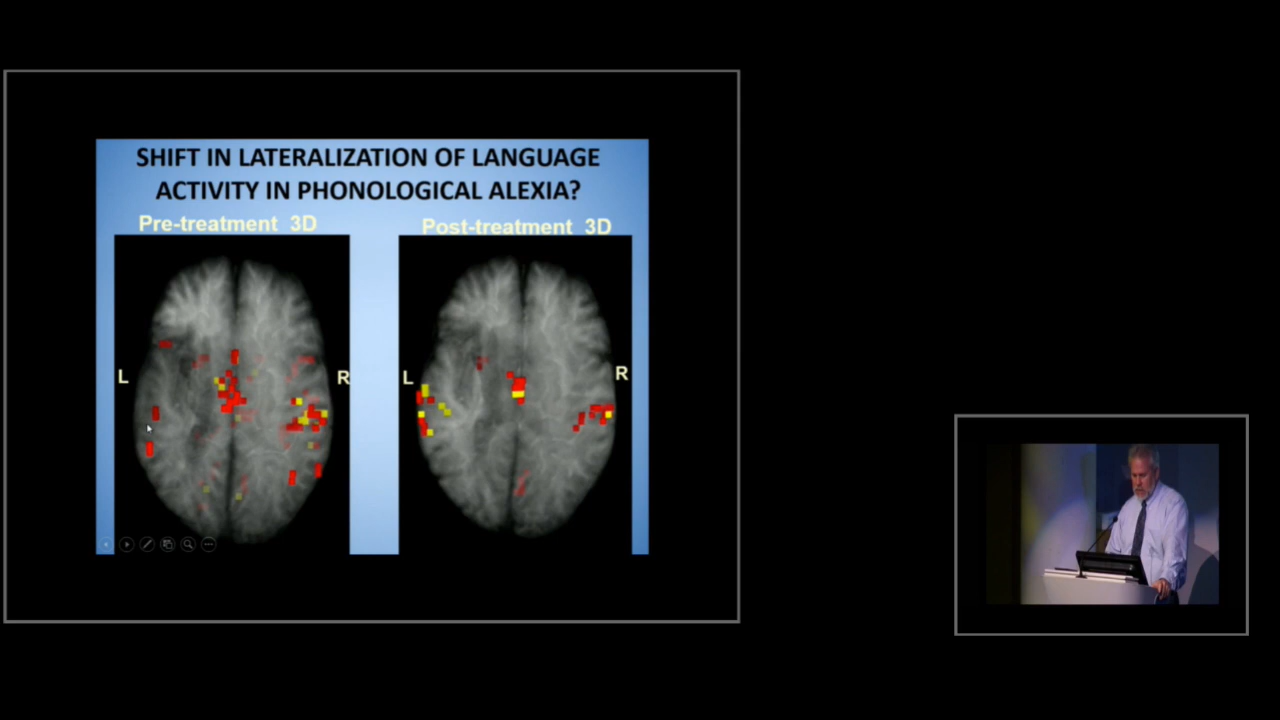 SHIFT IN LATERALIZATION OF LANGUAGE
ACTIVITY IN PHONOLOGICAL ALEXIA?
Pre-treatment 3D
Post-treatment 3D
L
R
L
R